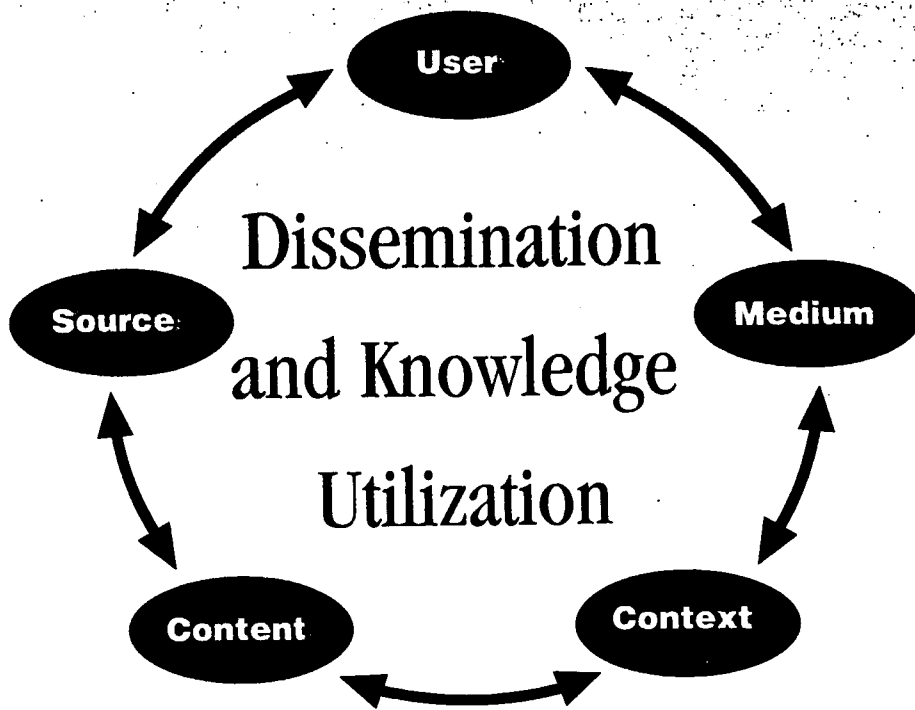 User
Dissemination
Source
Medium
and Knowledge
Utilization
Content
Context